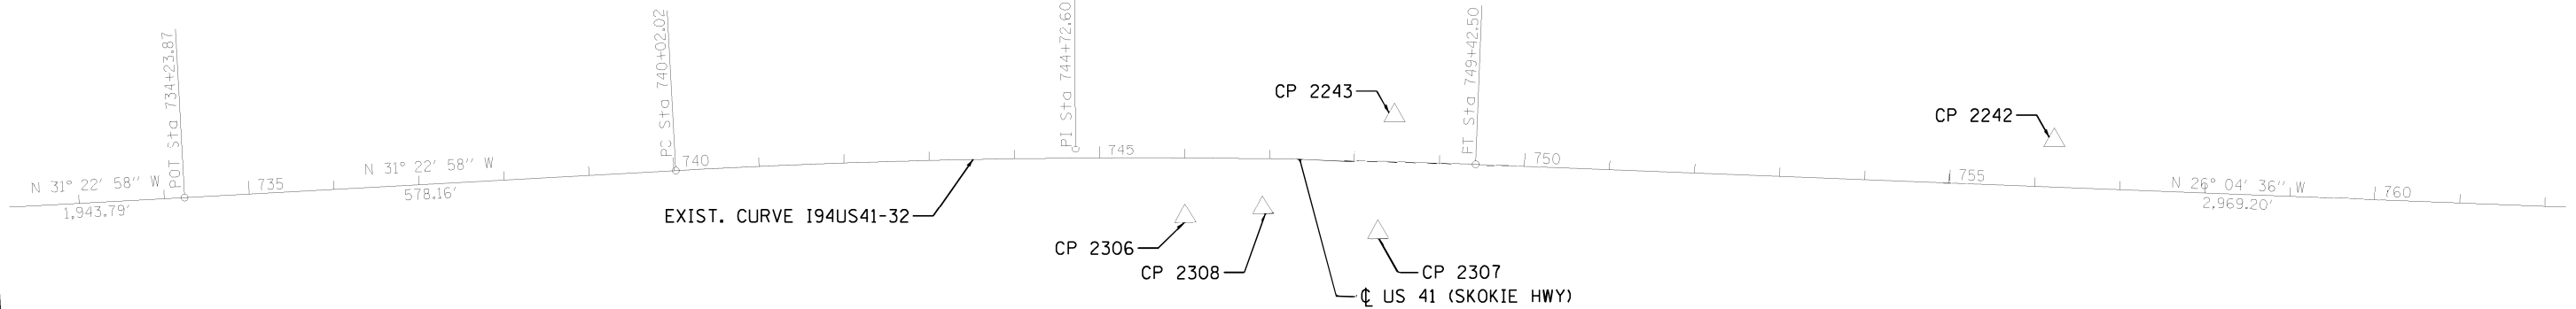 N 31° 22' 58" W
1,943.79'
POT Sta 734+23.87
735
N 31° 22' 58" W
578.16'
PC Sta 740+02.02
740
EXIST. CURVE I94US41-32
PI Sta 744+72.60
745
CP 2306
CP 2308
CP 2243
CP 2307
℄ US 41 (SKOKIE HWY)
PT Sta 749+42.50
750
CP 2242
755
N 26° 04' 36" W
2,969.20'
760